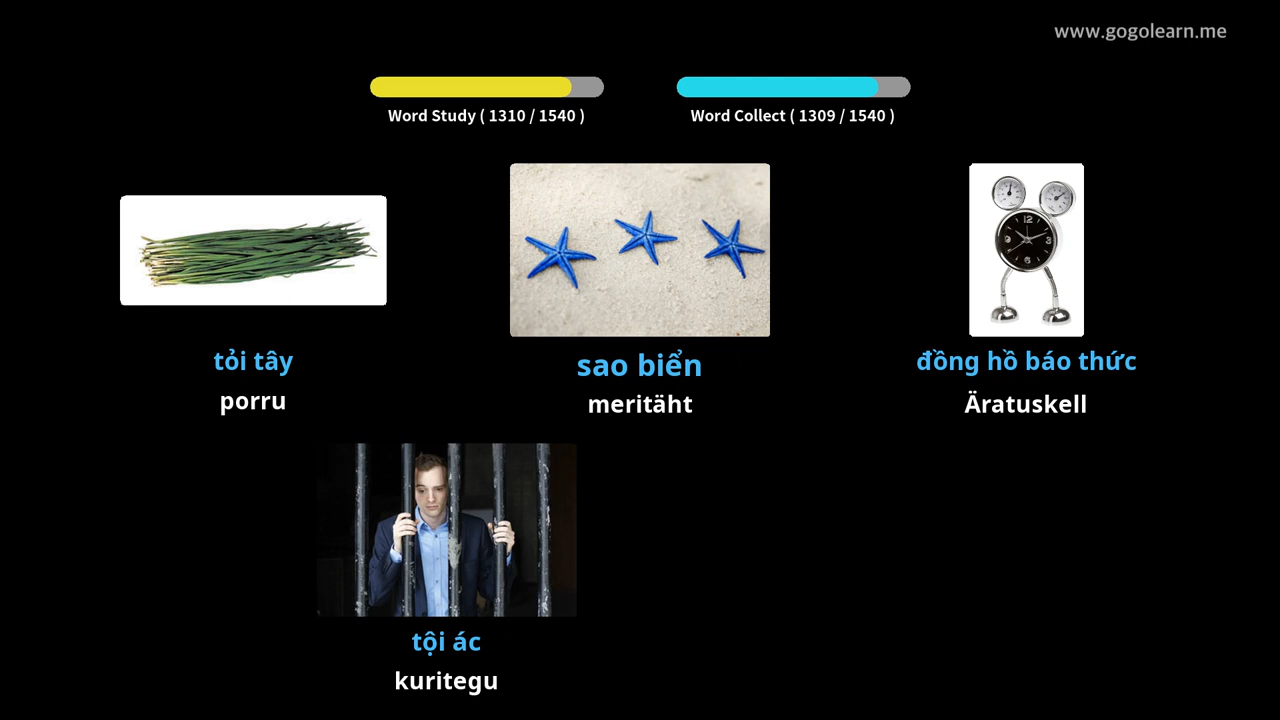 www.gogolearn.me
Word Study ( 1310 / 1540 )
Word Collect ( 1309 / 1540 )
tỏi tây
porru
sao biển
meritäht
đồng hồ báo thức
Äratuskell
tội ác
kuritegu